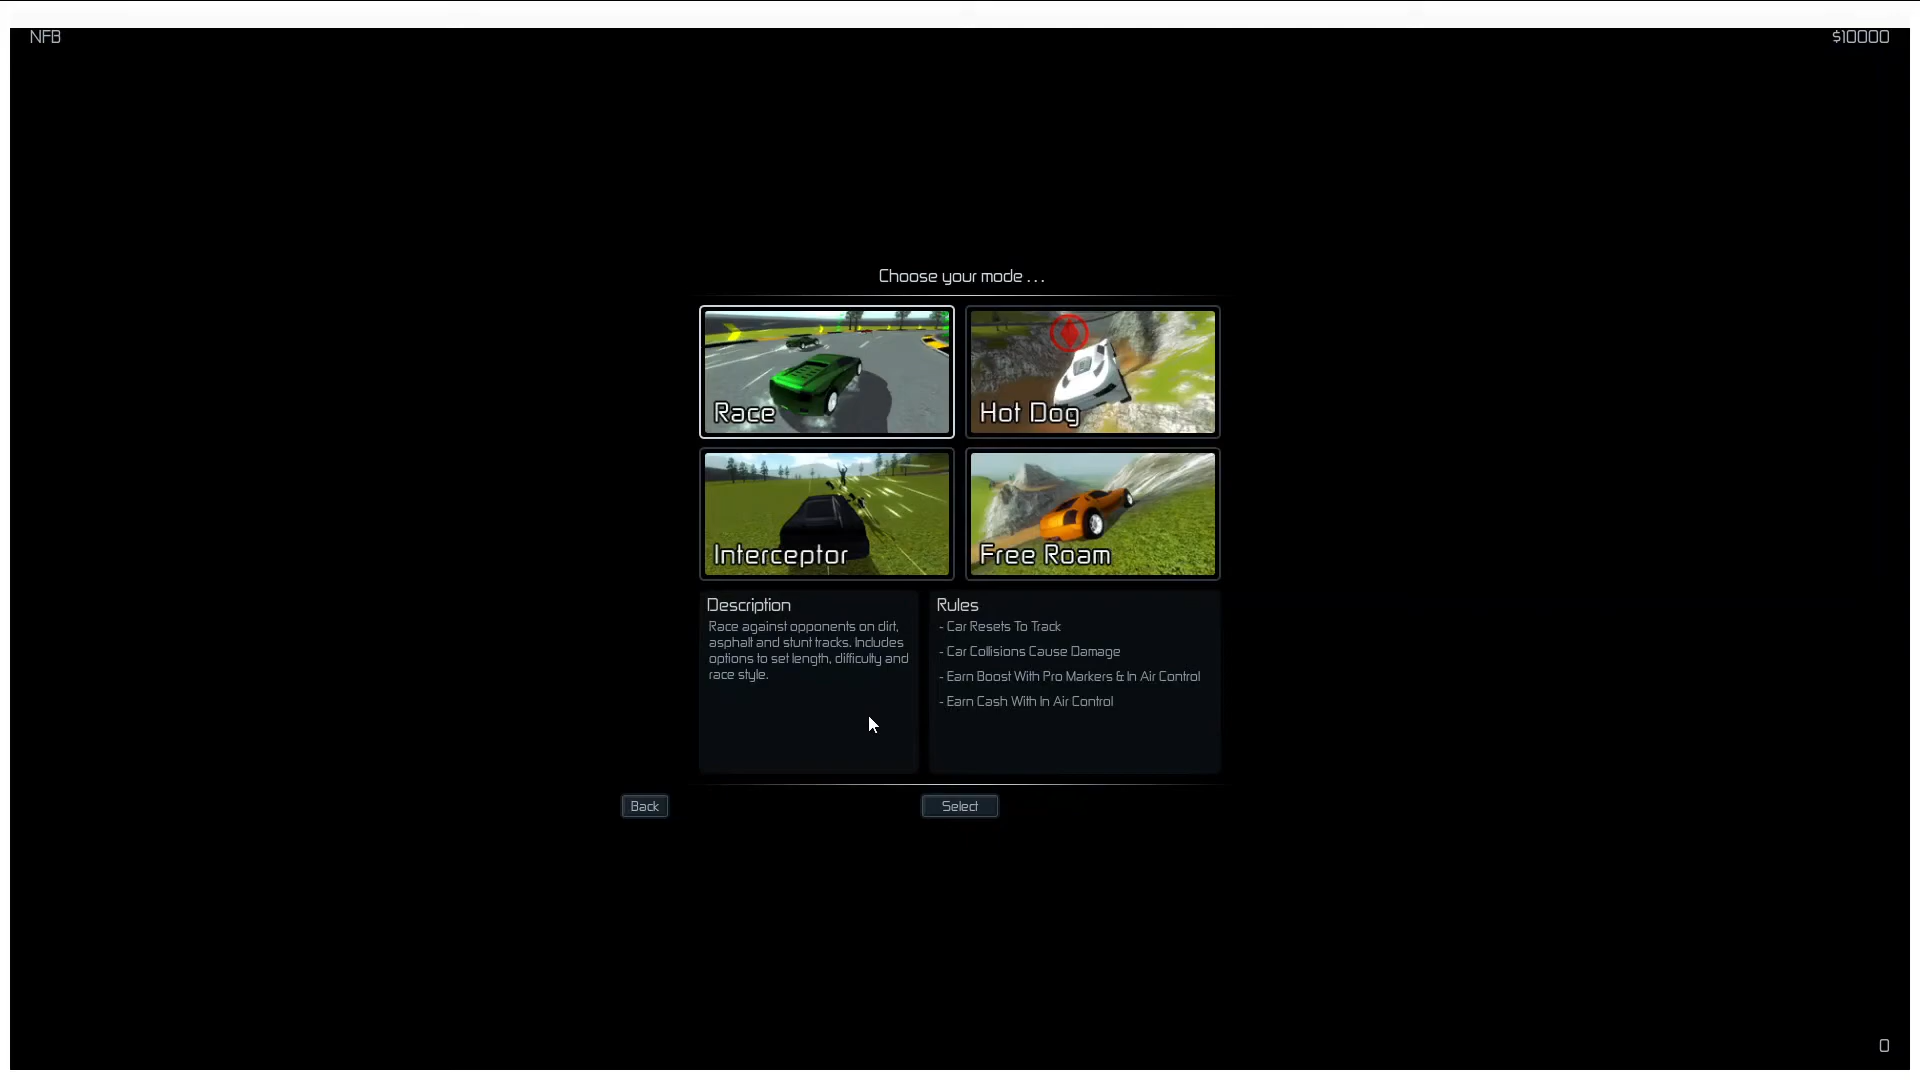 NFB
$10000
Choose your mode . . .
Race
Hot Dog
Interceptor
Free Roam
Description
Race against opponents on dirt,
asphalt and stunt tracks. Includes
options to set length, difficulty and
race style.
Rules
- Car Resets To Track
- Car Collisions Cause Damage
- Earn Boost With Pro Markers & In Air Control
- Earn Cash With In Air Control
Back
Select
0